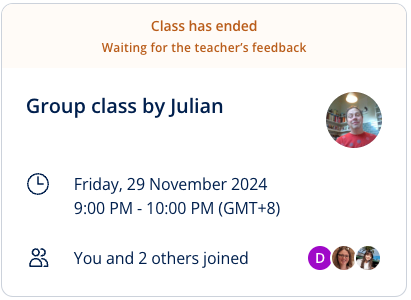 Class has ended
Waiting for the teacher’s feedback
Group class by Julian
Friday, 29 November 2024
9:00 PM - 10:00 PM (GMT+8)
You and 2 others joined
D